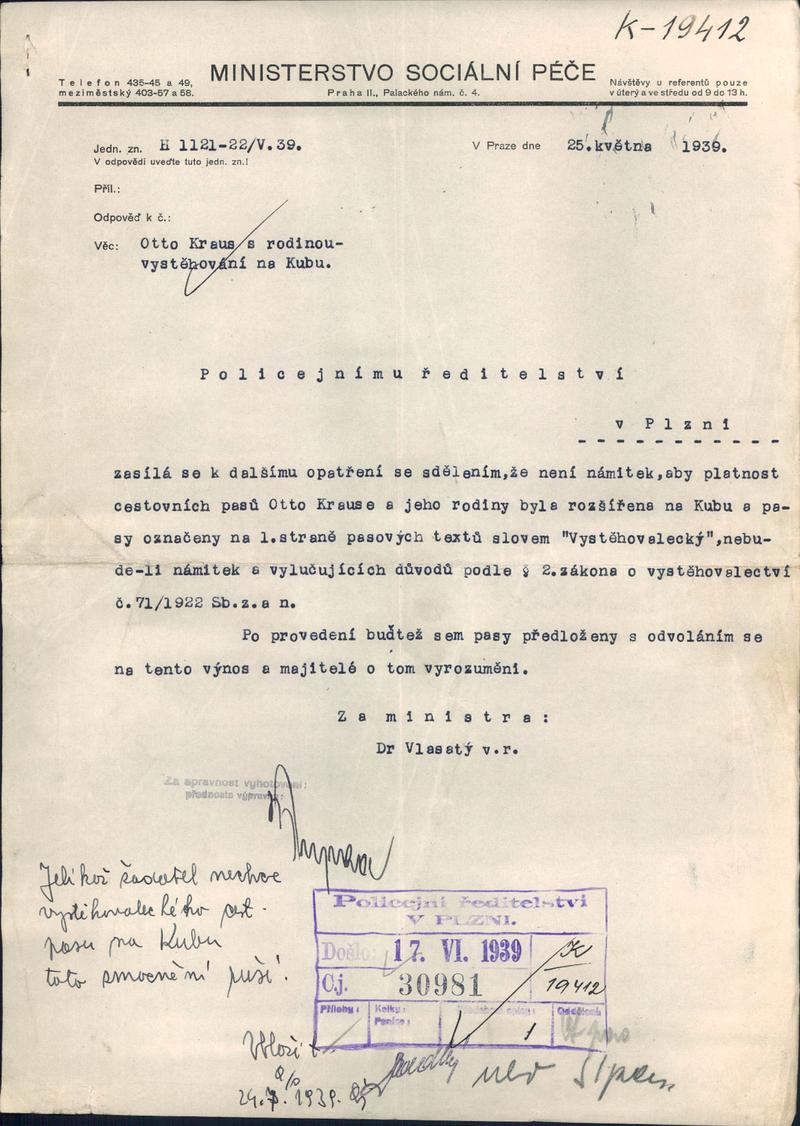 K-19412
Telefon 435-45 a 49,
meziměstský 403-57 a 58.
MINISTERSTVO SOCIÁLNÍ PÉČE
Praha II., Palackého nám. č. 4.
Návštěvy u referentů pouze
v úterý a ve středu od 9 do 13 h.
Jedn. zn. H 1121-22/V.39.
V odpovědi uveďte tuto jedn. zn.!
V Praze dne 25. května 1939.
Příl.:
Odpověď k č.:
Věc: Otto Kraus s rodinou-
vystěhování na Kubu.
Policejnímu ředitelství
v Plzni
zasílá se k dalšímu opatření se sdělením,že není námitek,aby platnost
cestovních pasů Otto Krause a jeho rodiny byla rozšířena na Kubu a pa-
sy označeny na 1.straně pasových textů slovem "Vystěhovalecký",nebu-
de-li námitek a vylučujících důvodů podle § 2.zákona o vystěhovalectví
č.71/1922 Sb.z.a n.
Po provedení buďtež sem pasy předloženy s odvoláním se
na tento výnos a majitelé o tom vyrozuměni.
Za ministra:
Dr Vlasatý v.r.
Za správnost vyhotovení:
přednosta výpravny:
Jelikož žadatel nechce
vystěhovaleckého cest.
pasu na Kubu
toto zmocnění ruší.
Policejní ředitelství
V PLZNI.
Došlo: 17. VI. 1939
K
Čj. 30981
19412
Přílohy:
Kolky:
Peníze:
1
Oddělení
Vloží
24.7.1939.